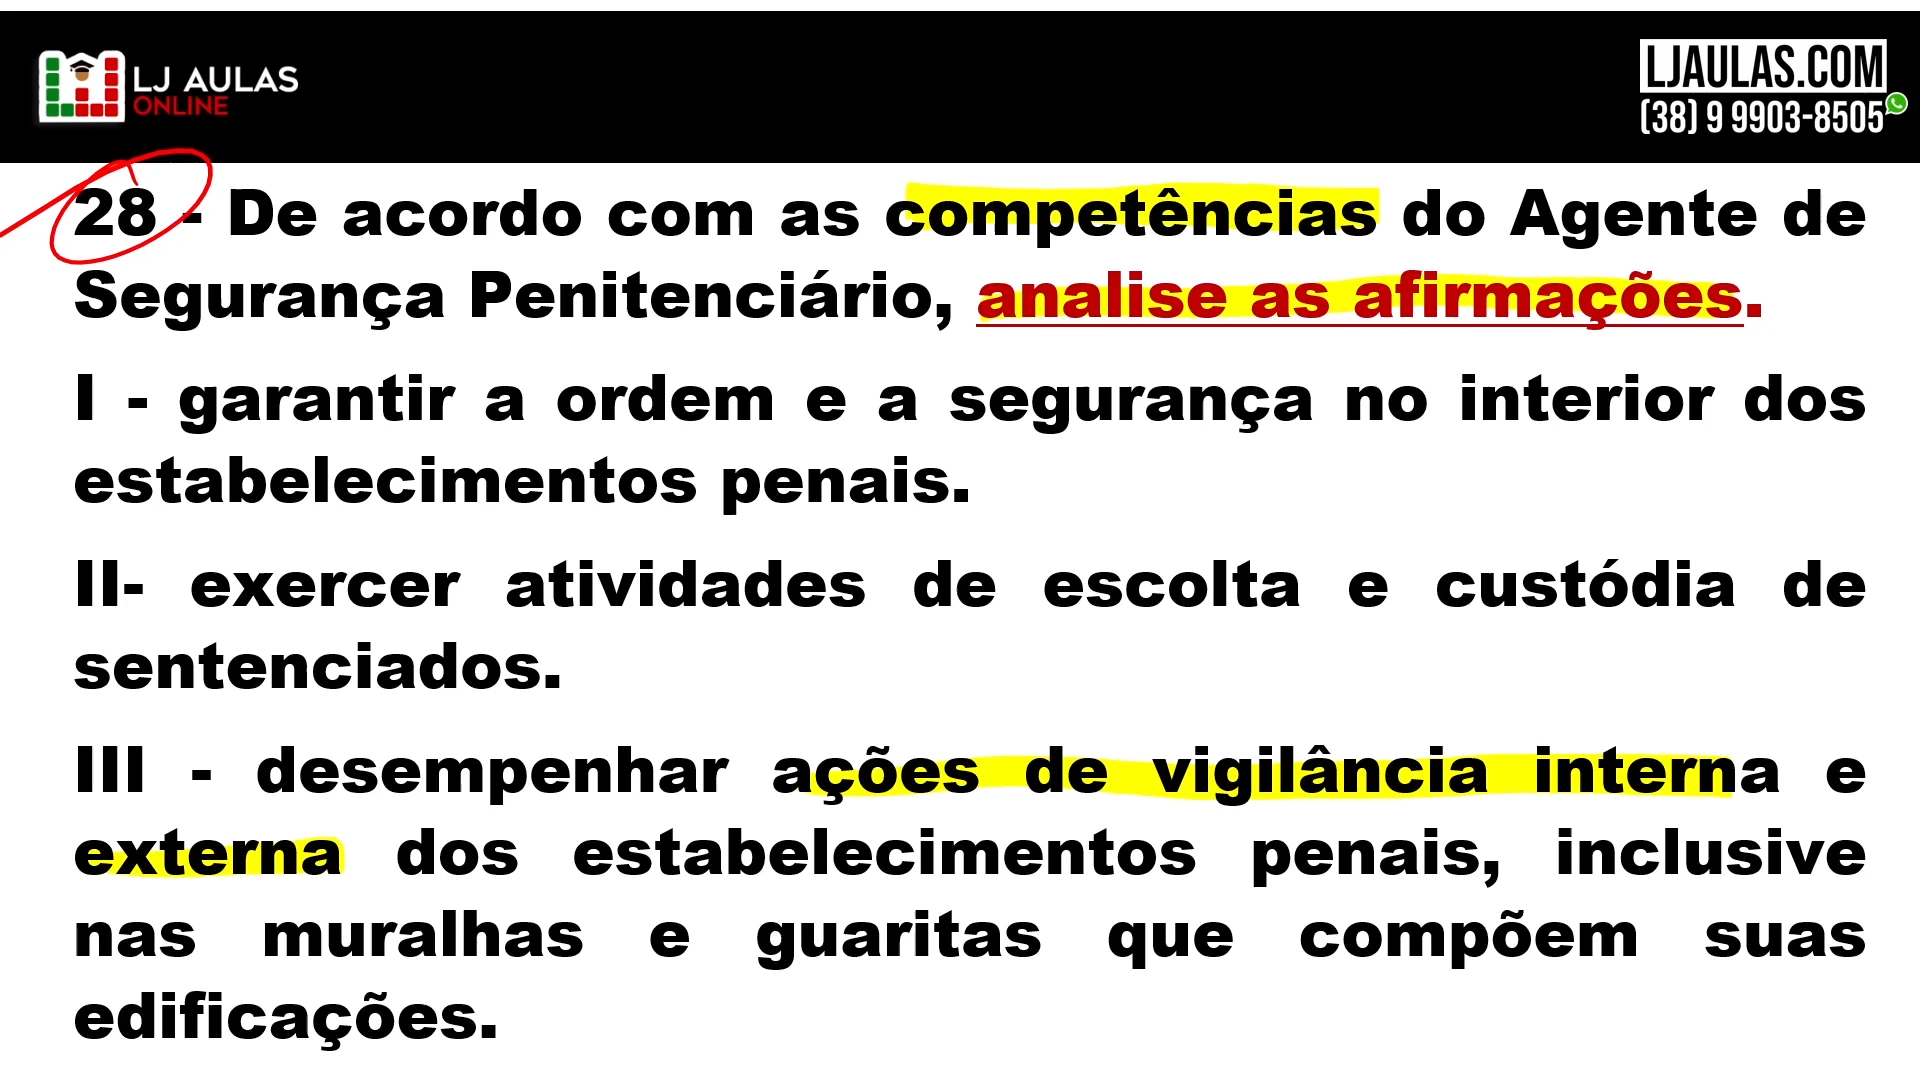 LJ AULAS
ONLINE
LJAULAS.COM
(38) 9 9903-8505
28 - De acordo com as competências do Agente de
Segurança Penitenciário, analise as afirmações.
I - garantir a ordem e a segurança no interior dos
estabelecimentos penais.
II- exercer atividades de escolta e custódia de
sentenciados.
III - desempenhar ações de vigilância interna e
externa dos estabelecimentos penais, inclusive
nas muralhas e guaritas que compõem suas
edificações.